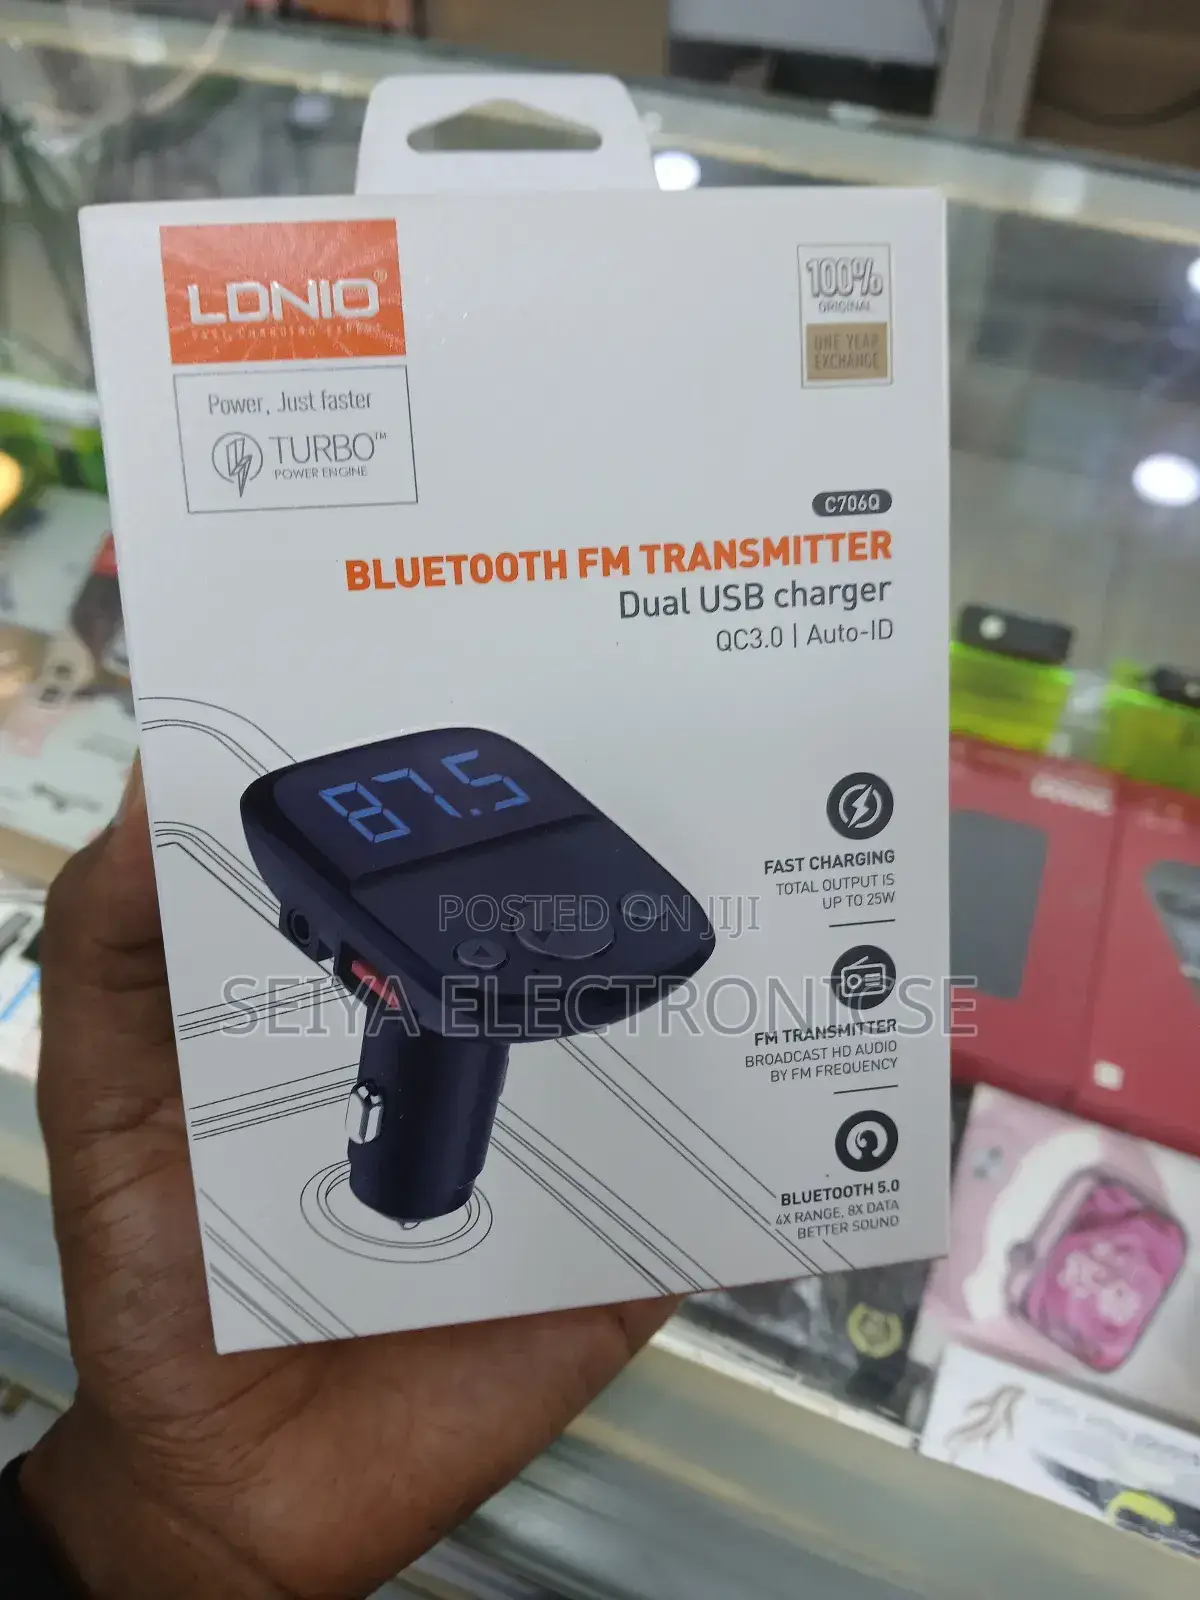 LDNIO®
FAST CHARGING EXPERT
Power, Just faster
TURBO™
POWER ENGINE
100%
ORIGINAL
ONE YEAR
EXCHANGE
C706Q
BLUETOOTH FM TRANSMITTER
Dual USB charger
QC3.0 | Auto-ID
87.5
FAST CHARGING
TOTAL OUTPUT IS
UP TO 25W
POSTED ON JIJI
SEIYA ELECTRONICSE
FM TRANSMITTER
BROADCAST HD AUDIO
BY FM FREQUENCY
BLUETOOTH 5.0
4X RANGE, 8X DATA
BETTER SOUND